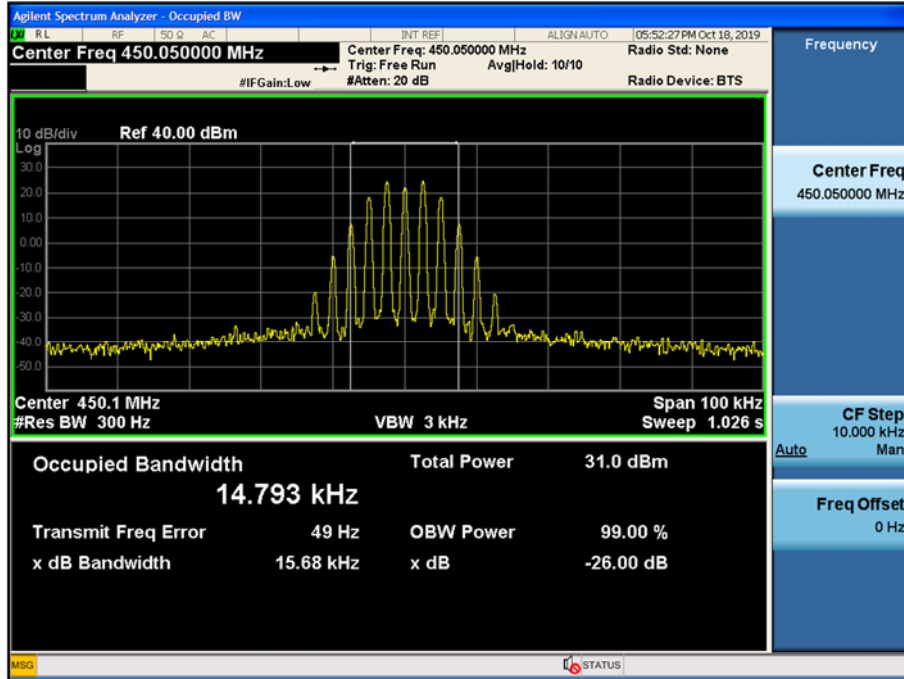 Agilent Spectrum Analyzer - Occupied BW
LXI RL RF 50 Ω AC INT REF ALIGN AUTO 05:52:27 PM Oct 18, 2019
Center Freq 450.050000 MHz
Center Freq: 450.050000 MHz Radio Std: None
Trig: Free Run Avg|Hold: 10/10
#IFGain:Low #Atten: 20 dB Radio Device: BTS
Frequency
10 dB/div Ref 40.00 dBm
Log
30.0
20.0
10.0
0.00
-10.0
-20.0
-30.0
-40.0
-50.0
Center 450.1 MHz Span 100 kHz
#Res BW 300 Hz VBW 3 kHz Sweep 1.026 s
Occupied Bandwidth Total Power 31.0 dBm
14.793 kHz
Transmit Freq Error 49 Hz OBW Power 99.00 %
x dB Bandwidth 15.68 kHz x dB -26.00 dB
Center Freq
450.050000 MHz
CF Step
10.000 kHz
Auto Man
Freq Offset
0 Hz
MSG STATUS